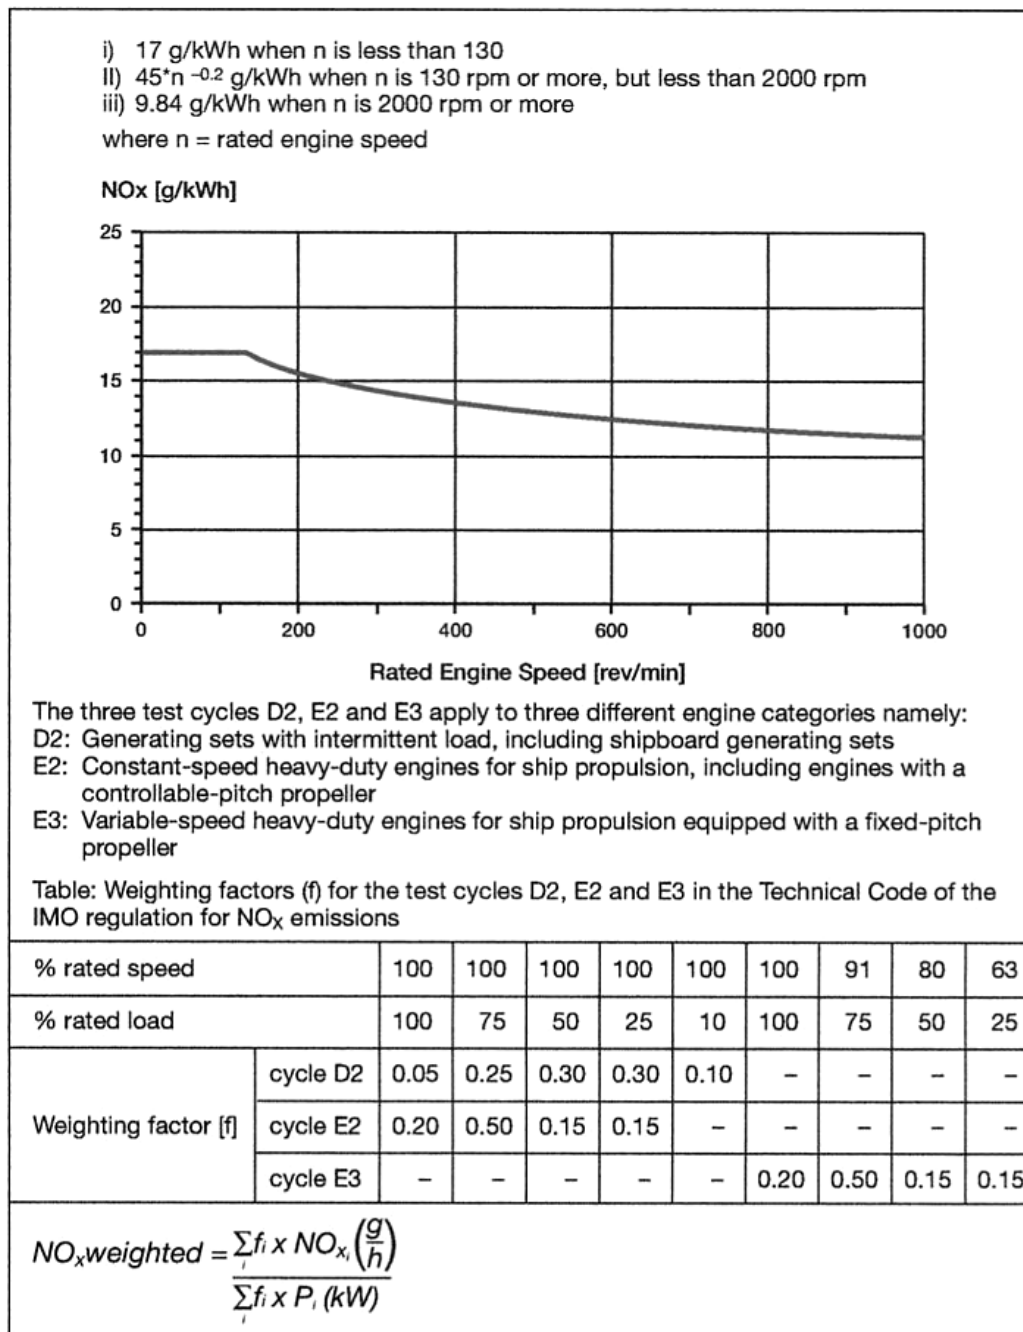 i) 17 g/kWh when n is less than 130
II) 45*n –0.2 g/kWh when n is 130 rpm or more, but less than 2000 rpm
iii) 9.84 g/kWh when n is 2000 rpm or more
where n = rated engine speed
NOx [g/kWh]
25
20
15
10
5
0
0 200 400 600 800 1000
Rated Engine Speed [rev/min]
The three test cycles D2, E2 and E3 apply to three different engine categories namely:
D2: Generating sets with intermittent load, including shipboard generating sets
E2: Constant-speed heavy-duty engines for ship propulsion, including engines with a
controllable-pitch propeller
E3: Variable-speed heavy-duty engines for ship propulsion equipped with a fixed-pitch
propeller
Table: Weighting factors (f) for the test cycles D2, E2 and E3 in the Technical Code of the
IMO regulation for NOX emissions
% rated speed 100 100 100 100 100 100 91 80 63
% rated load 100 75 50 25 10 100 75 50 25
cycle D2 0.05 0.25 0.30 0.30 0.10 – – – –
Weighting factor [f] cycle E2 0.20 0.50 0.15 0.15 – – – – –
cycle E3 – – – – – 0.20 0.50 0.15 0.15
NOxweighted = ∑i fi x NOxi (g/h)
∑i fi x Pi (kW)